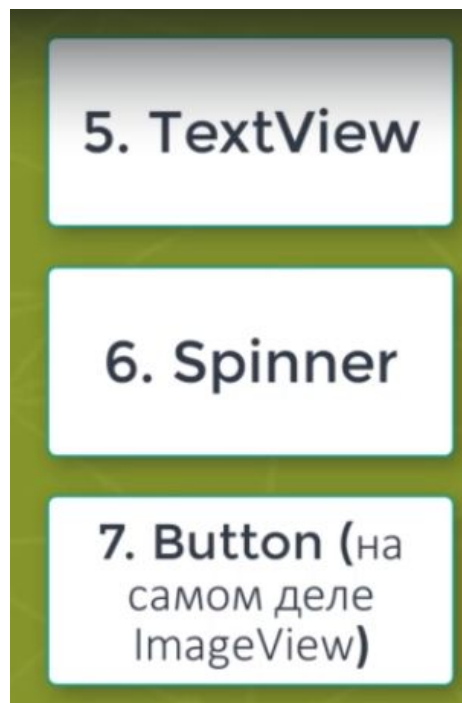 5. TextView
6. Spinner
7. Button (на
самом деле
ImageView)